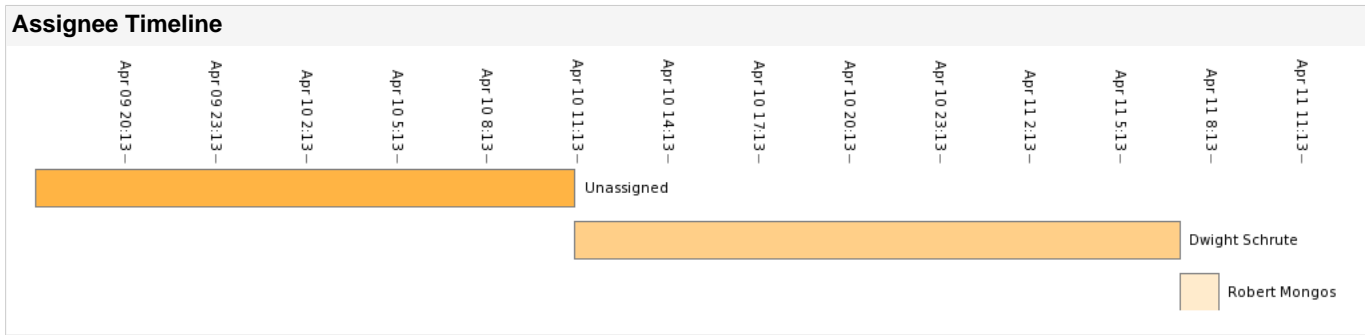 Assignee Timeline
Apr 09 20:13
Apr 09 23:13
Apr 10 2:13
Apr 10 5:13
Apr 10 8:13
Apr 10 11:13
Apr 10 14:13
Apr 10 17:13
Apr 10 20:13
Apr 10 23:13
Apr 11 2:13
Apr 11 5:13
Apr 11 8:13
Apr 11 11:13
Unassigned
Dwight Schrute
Robert Mongos